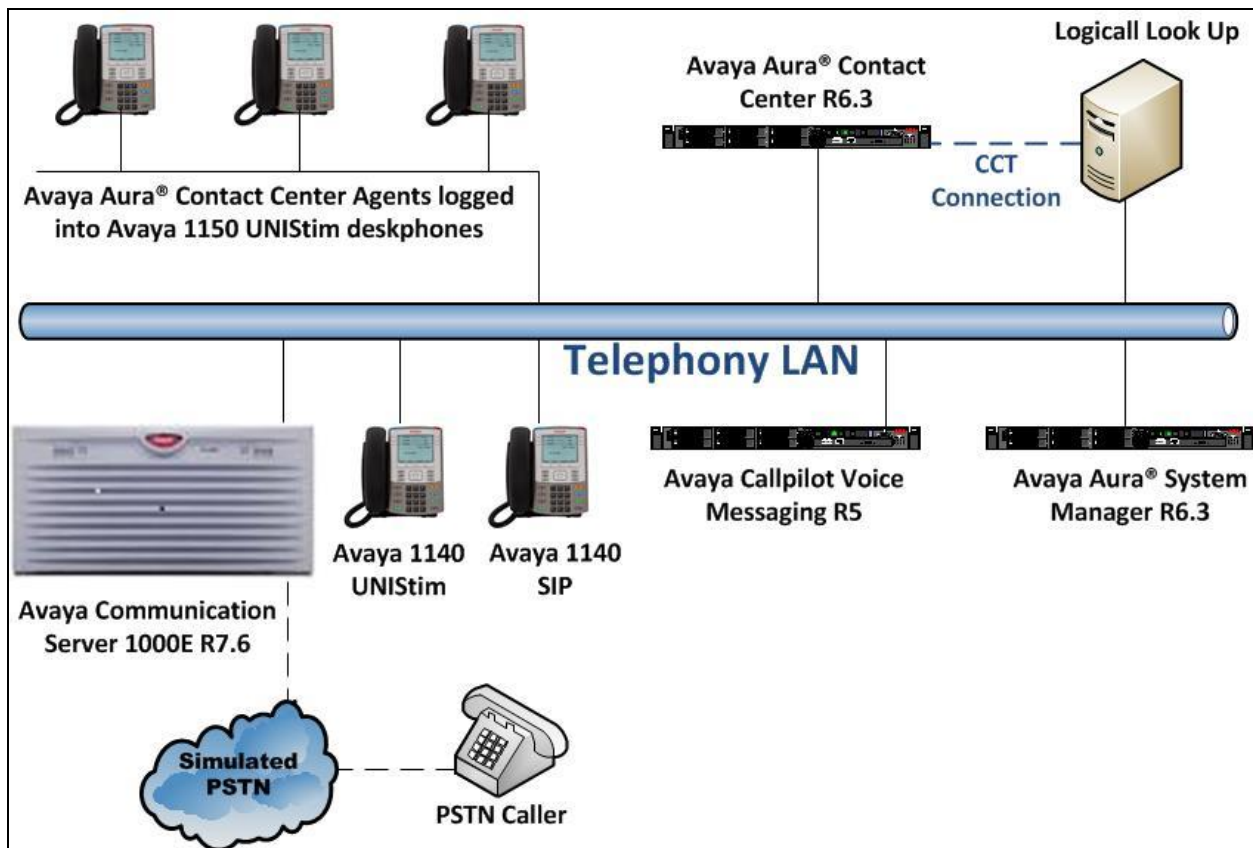 Logicall Look Up
Avaya Aura® Contact
Center R6.3
CCT
Connection
Avaya Aura® Contact Center Agents logged
into Avaya 1150 UNIStim deskphones
Telephony LAN
Avaya Communication
Server 1000E R7.6
Avaya 1140
UNIStim
Avaya 1140
SIP
Avaya Callpilot Voice
Messaging R5
Avaya Aura® System
Manager R6.3
Simulated
PSTN
PSTN Caller